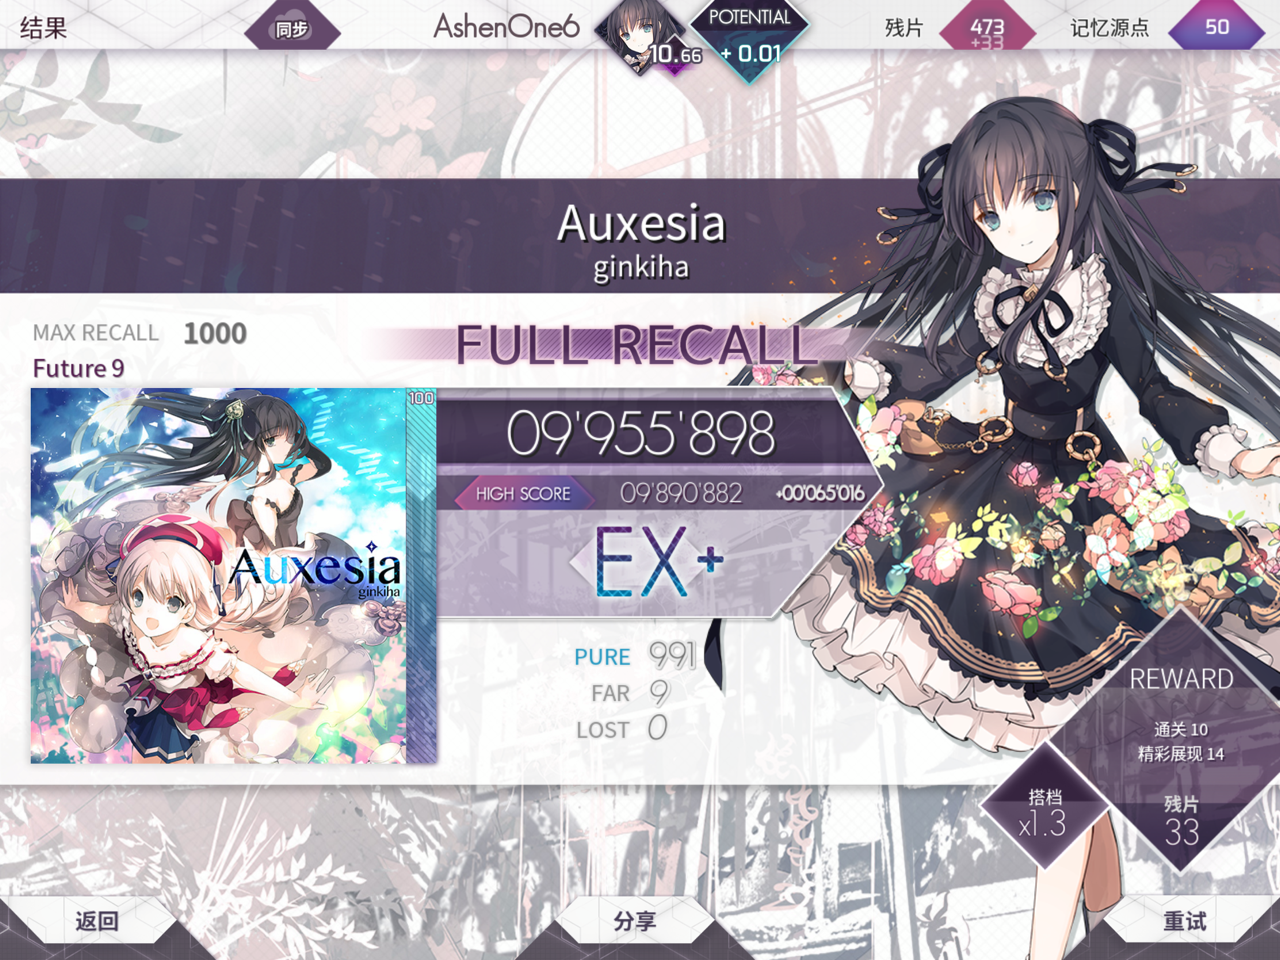 结果
同步
AshenOne6
10.66
POTENTIAL
+ 0.01
残片
473
+33
记忆源点
50
Auxesia
ginkiha
MAX RECALL 1000
FULL RECALL
Future 9
100
09'955'898
HIGH SCORE 09'890'882 +00'065'016
EX+
Auxesia
ginkiha
PURE 991
FAR 9
LOST 0
REWARD
通关 10
精彩展现 14
残片
33
搭档
x1.3
返回
分享
重试